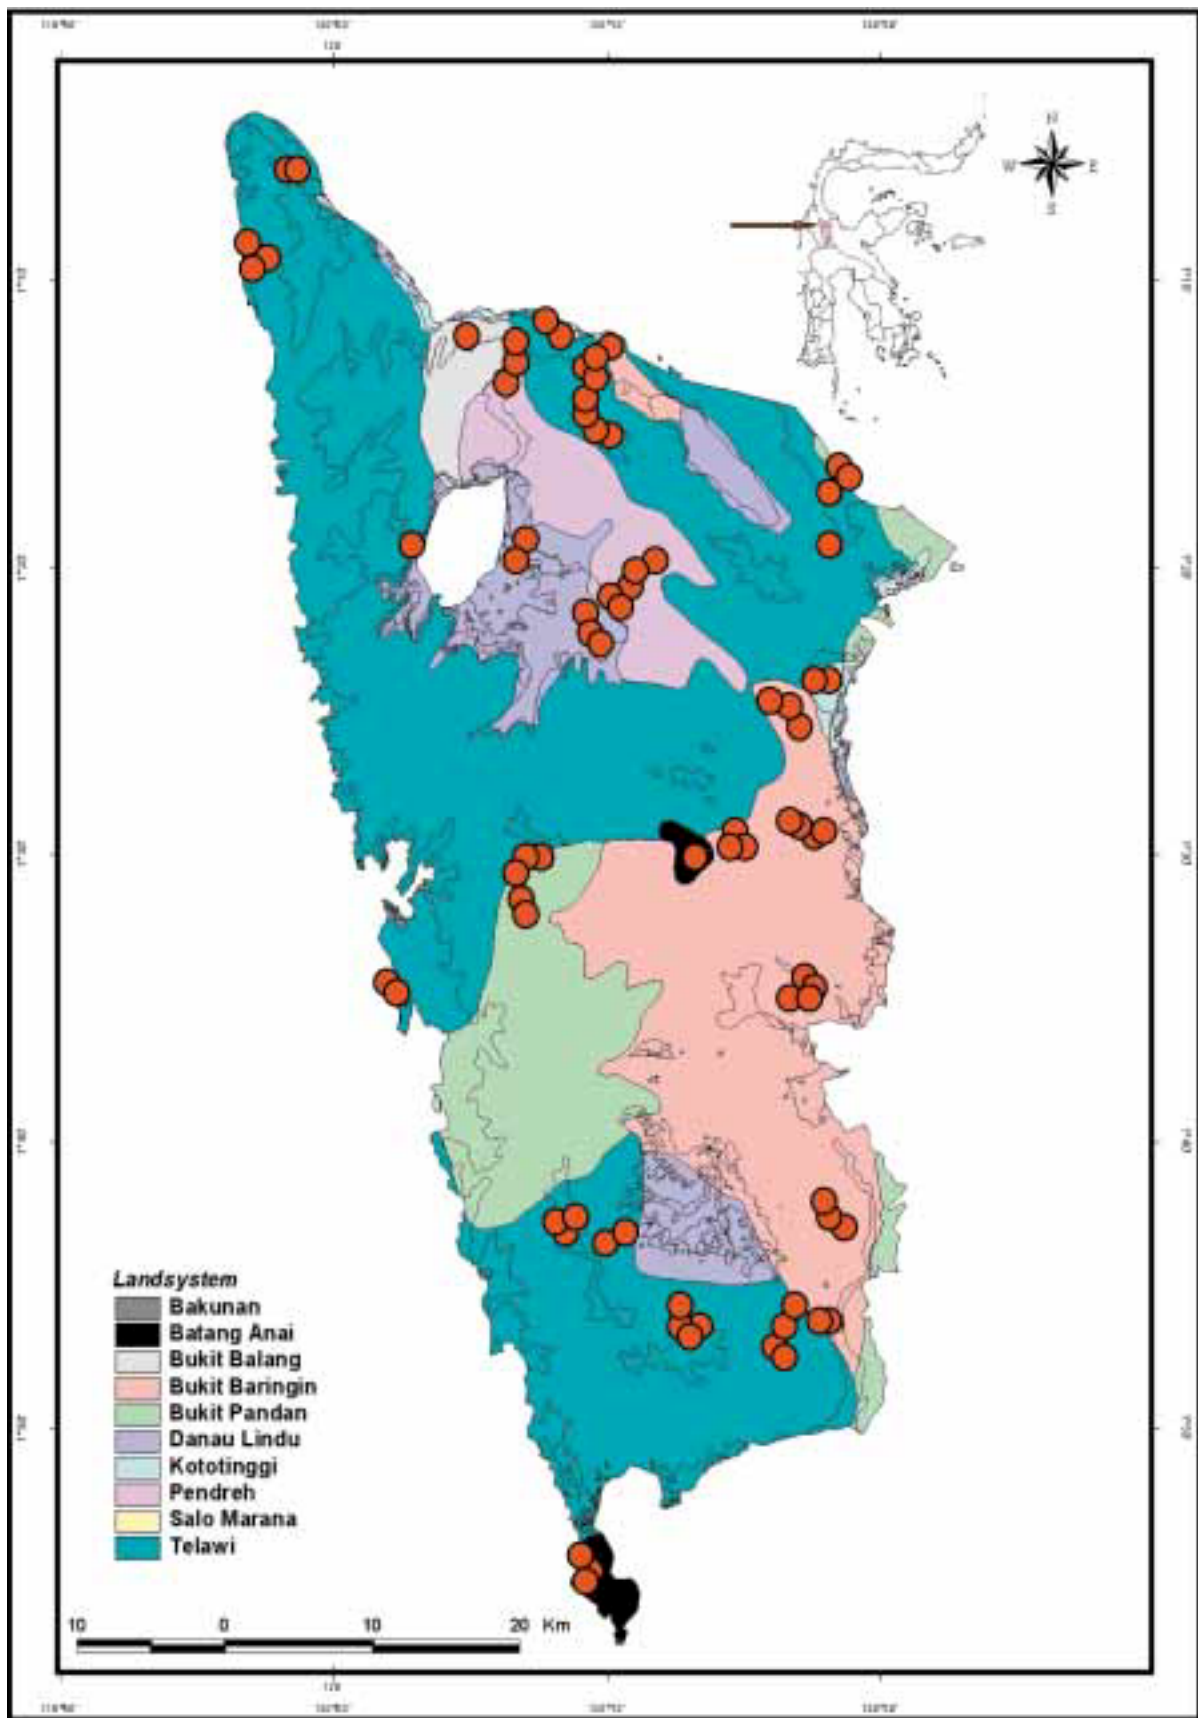 N
W E
S
Landsystem
Bakunan
Batang Anai
Bukit Balang
Bukit Baringin
Bukit Pandan
Danau Lindu
Kototinggi
Pendreh
Salo Marana
Telawi
10 0 10 20 Km